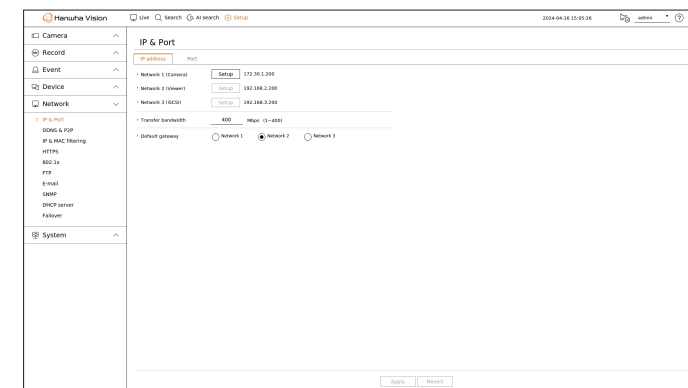 Hanwha Vision
Live Search AI search Setup 2024-04-16 15:05:26 admin
Camera
Record
Event
Device
Network
IP & Port
DDNS & P2P
IP & MAC filtering
HTTPS
802.1x
FTP
E-mail
SNMP
DHCP server
Failover
System
IP & Port
IP address Port
Network 1 (Camera) Setup 172.30.1.200
Network 2 (Viewer) Setup 192.168.2.200
Network 3 (iSCSI) Setup 192.168.3.200
Transfer bandwidth 400 Mbps (1~400)
Default gateway Network 1 Network 2 Network 3
Apply Revert